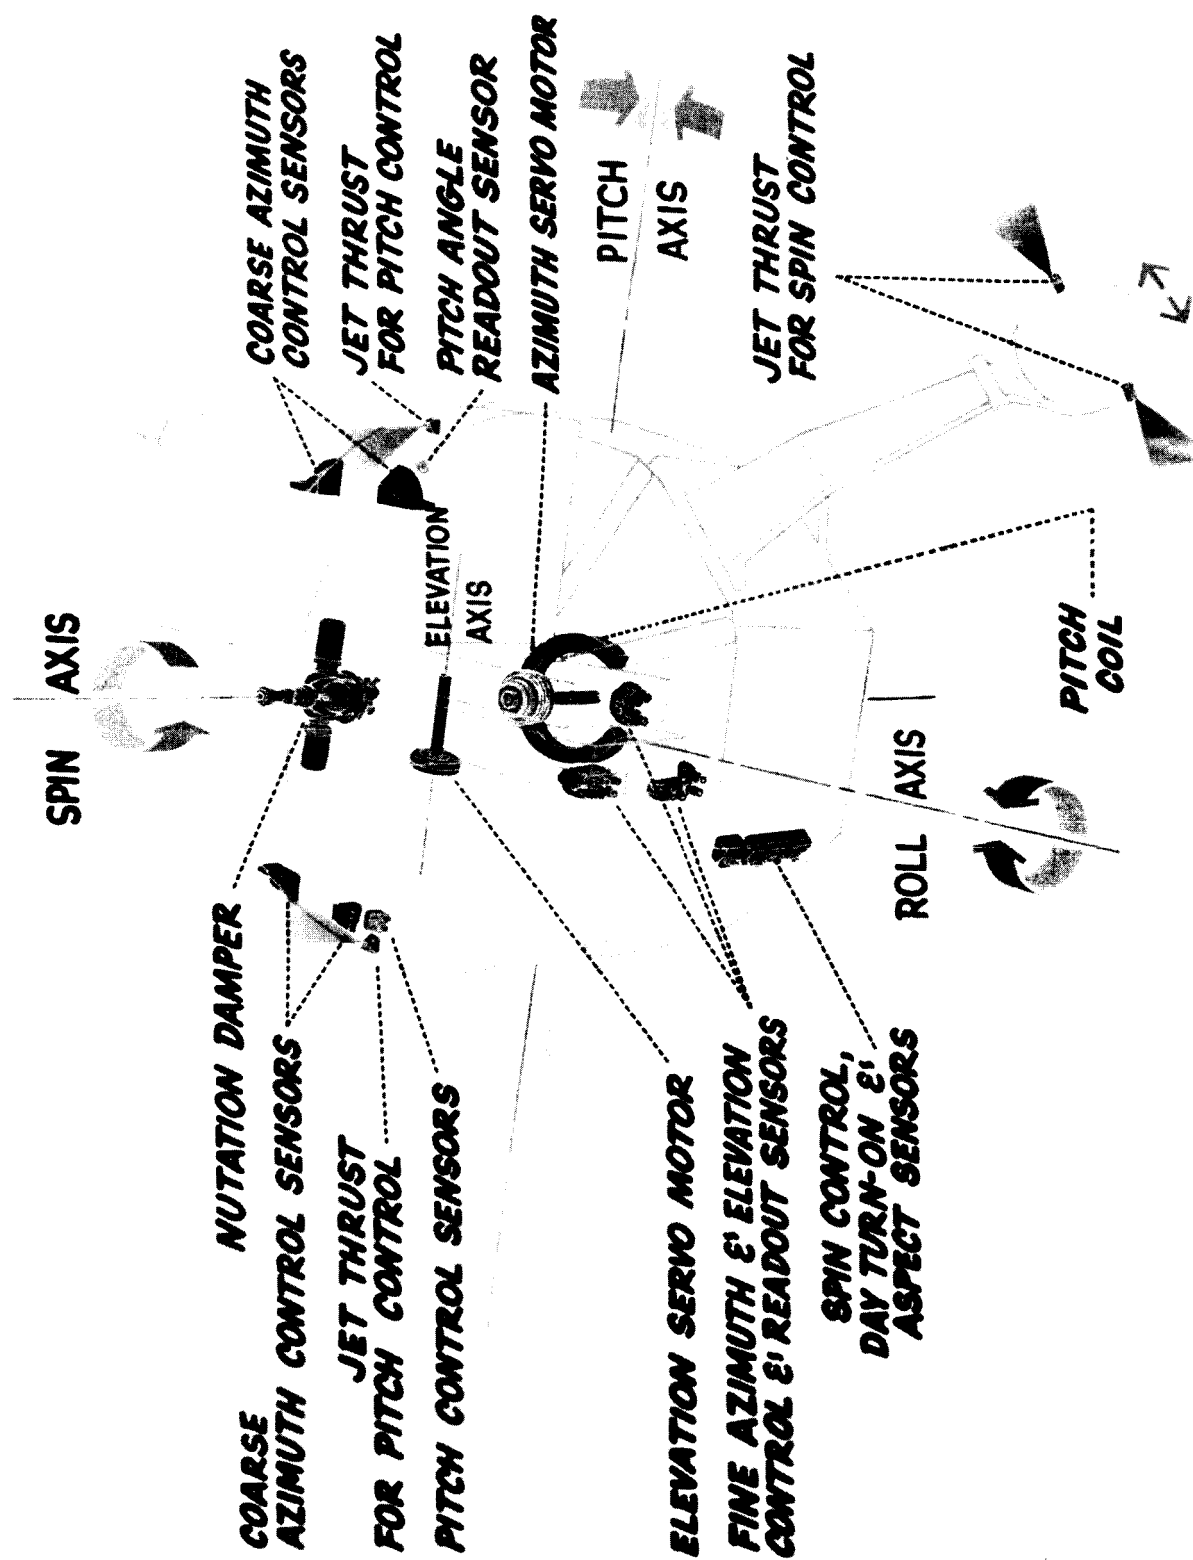 SPIN AXIS
NUTATION DAMPER
COARSE
AZIMUTH CONTROL SENSORS
JET THRUST
FOR PITCH CONTROL
PITCH CONTROL SENSORS
ELEVATION SERVO MOTOR
FINE AZIMUTH & ELEVATION
CONTROL & READOUT SENSORS
SPIN CONTROL,
DAY TURN-ON &
ASPECT SENSORS
COARSE AZIMUTH
CONTROL SENSORS
JET THRUST
FOR PITCH CONTROL
PITCH ANGLE
READOUT SENSOR
AZIMUTH SERVO MOTOR
ELEVATION
AXIS
PITCH
AXIS
JET THRUST
FOR SPIN CONTROL
PITCH
COIL
ROLL AXIS